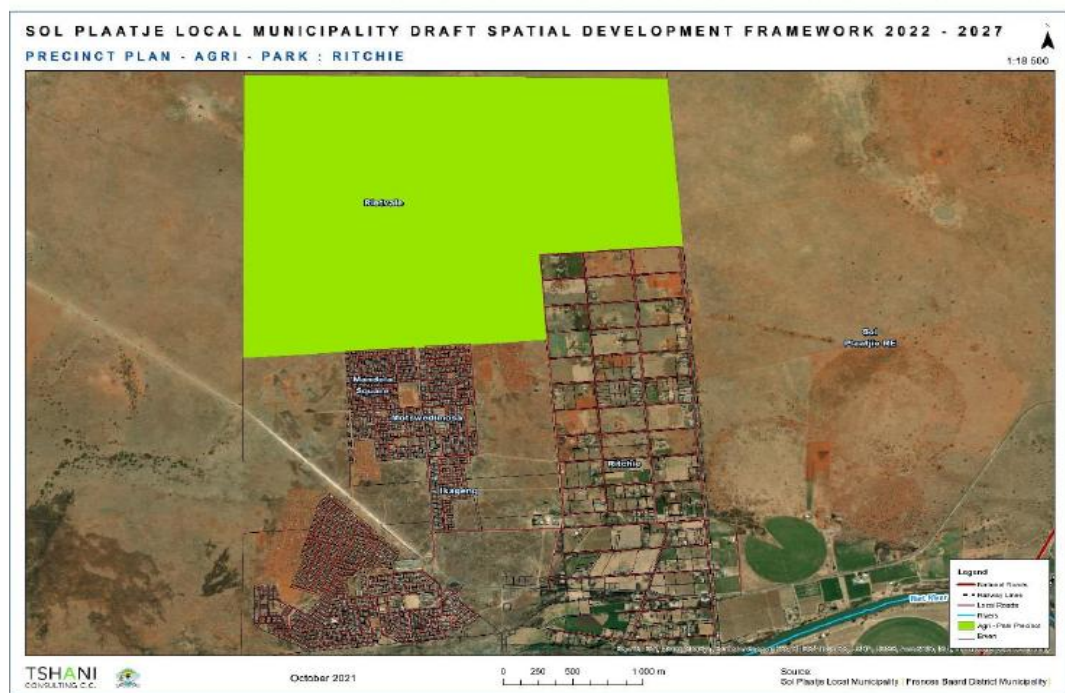 SOL PLAATJE LOCAL MUNICIPALITY DRAFT SPATIAL DEVELOPMENT FRAMEWORK 2022 - 2027
PRECINCT PLAN - AGRI - PARK : RITCHIE
1:18 500
Rietvale
Sol
Plaatje RE
Mandela
Square
Motswedimosa
Ritchie
Ikageng
Riet River
Legend
National Roads
Railway Lines
Local Roads
Rivers
Agri - Park Precinct
Erven
TSHANI
CONSULTING C.C.
October 2021
0 250 500 1 000 m
Source:
Sol Plaatje Local Municipality | Frances Baard District Municipality